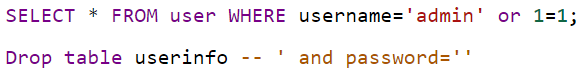 SELECT * FROM user WHERE username='admin' or 1=1;
Drop table userinfo -- ' and password=''